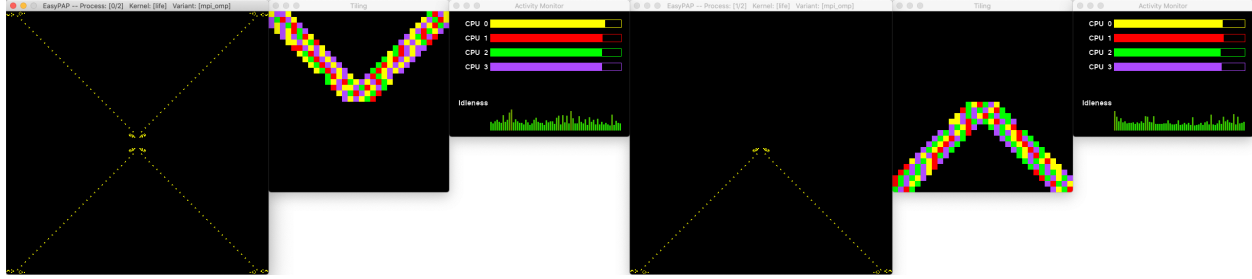 EasyPAP -- Process: [0/2] Kernel: [life] Variant: [mpi_omp]
Tiling
Activity Monitor
CPU 0
CPU 1
CPU 2
CPU 3
Idleness
EasyPAP -- Process: [1/2] Kernel: [life] Variant: [mpi_omp]
Tiling
Activity Monitor
CPU 0
CPU 1
CPU 2
CPU 3
Idleness